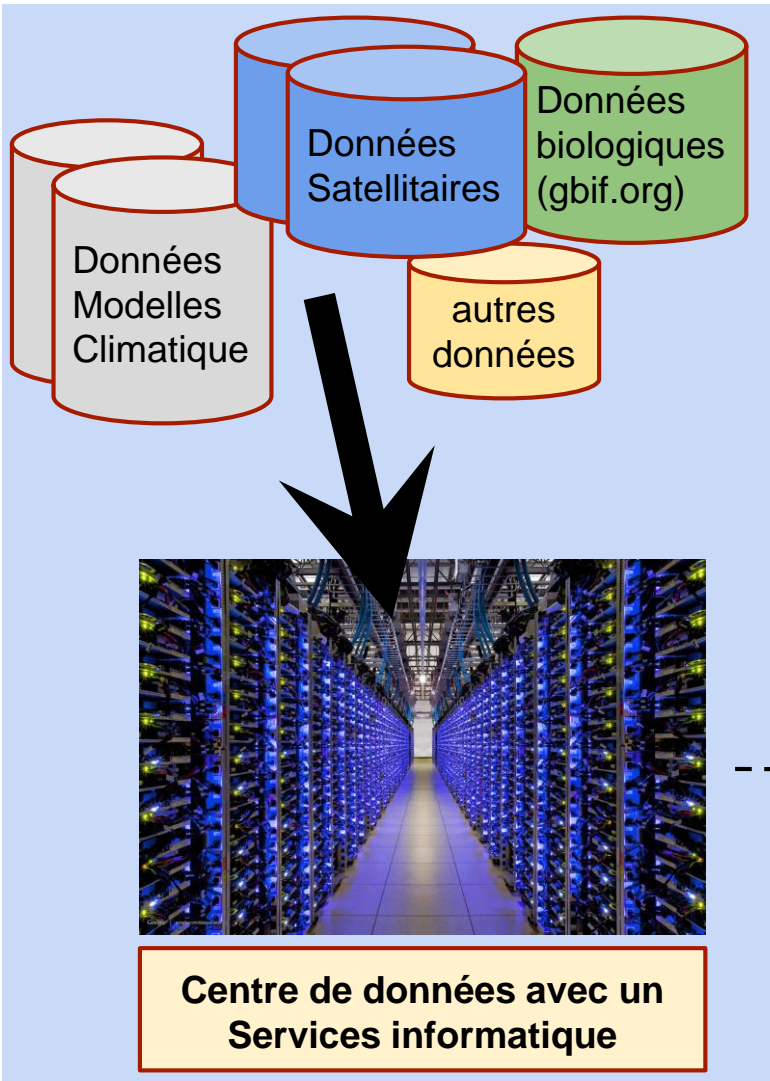 Données
Satellitaires
Données
biologiques
(gbif.org)
Données
Modelles
Climatique
autres
données
Centre de données avec un
Services informatique